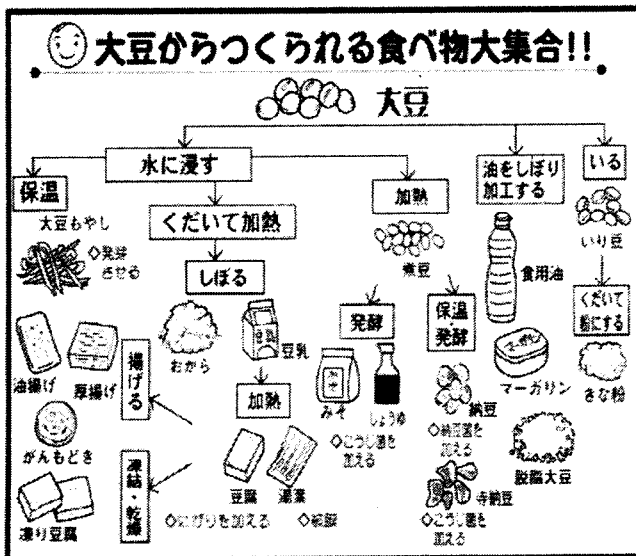 大豆からつくられる食べ物大集合!!
大豆
水に浸す
保温
大豆もやし
◇発芽
させる
くだいて加熱
しぼる
おから
豆乳
加熱
豆腐
湯葉
◇にがりを加える
揚げる
油揚げ
厚揚げ
がんもどき
凍結・乾燥
凍り豆腐
加熱
煮豆
発酵
みそ
しょうゆ
◇こうじ菌を
加える
保温
・
発酵
納豆
◇納豆菌を
加える
寺納豆
◇こうじ菌を
加える
油をしぼり
加工する
食用油
マーガリン
脱脂大豆
いる
いり豆
くだいて
粉にする
きな粉